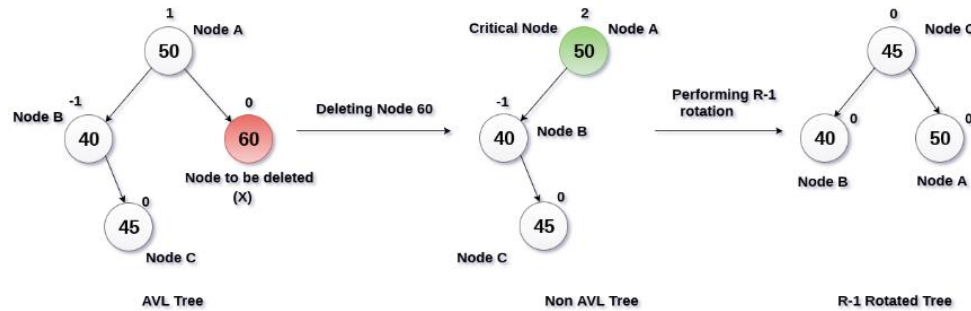 1
Node A
50
-1
Node B
40
0
60
Node to be deleted
(X)
0
45
Node C
AVL Tree
Deleting Node 60
2
Critical Node
Node A
50
-1
40
Node B
0
45
Node C
Non AVL Tree
Performing R-1
rotation
0
Node C
45
40
0
Node B
0
50
Node A
R-1 Rotated Tree